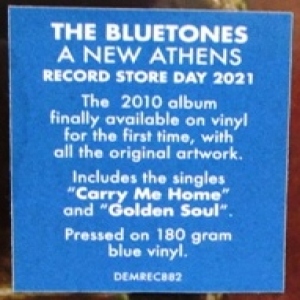 THE BLUETONES
A NEW ATHENS
RECORD STORE DAY 2021
The 2010 album
finally available on vinyl
for the first time, with
all the original artwork.
Includes the singles
"Carry Me Home"
and "Golden Soul".
Pressed on 180 gram
blue vinyl.
DEMREC882